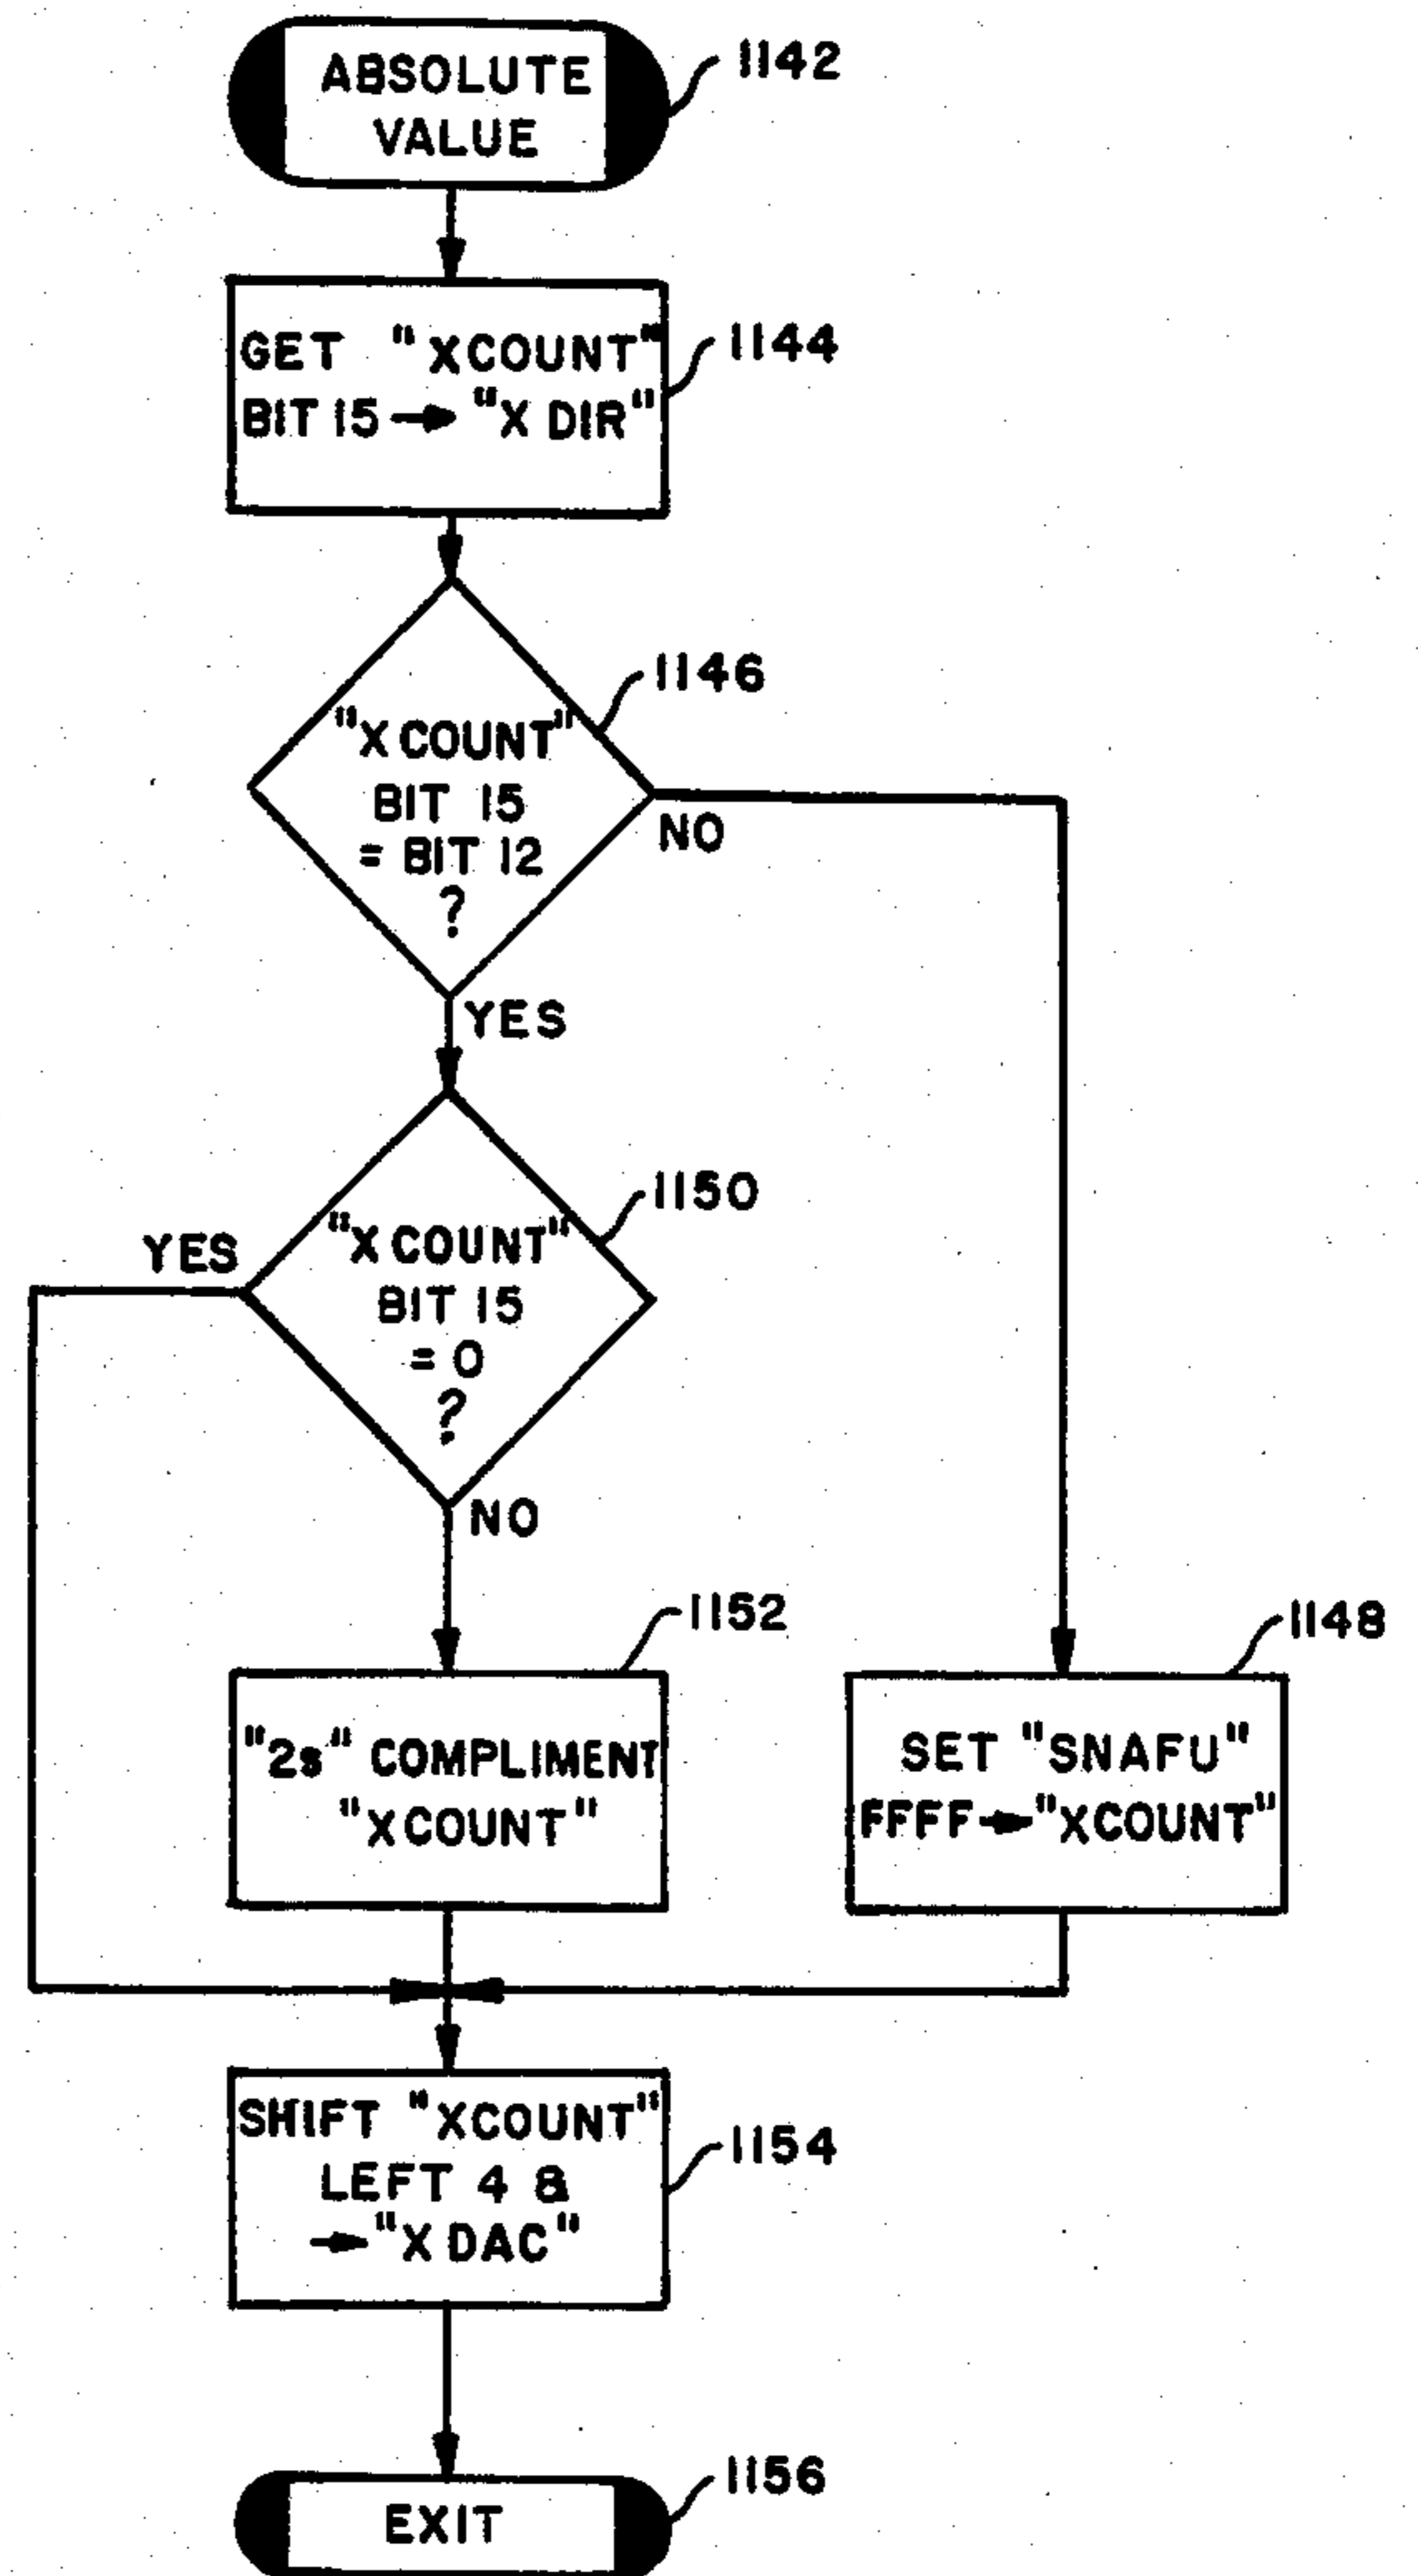 ABSOLUTE
VALUE
1142
GET "XCOUNT"
BIT 15 → "X DIR"
1144
1146
"X COUNT"
BIT 15
= BIT 12
?
NO
YES
1150
YES
"X COUNT"
BIT 15
= 0
?
NO
1152
"2s" COMPLIMENT
"XCOUNT"
1148
SET "SNAFU"
FFFF→"XCOUNT"
SHIFT "XCOUNT"
LEFT 4 &
→"X DAC"
1154
EXIT
1156